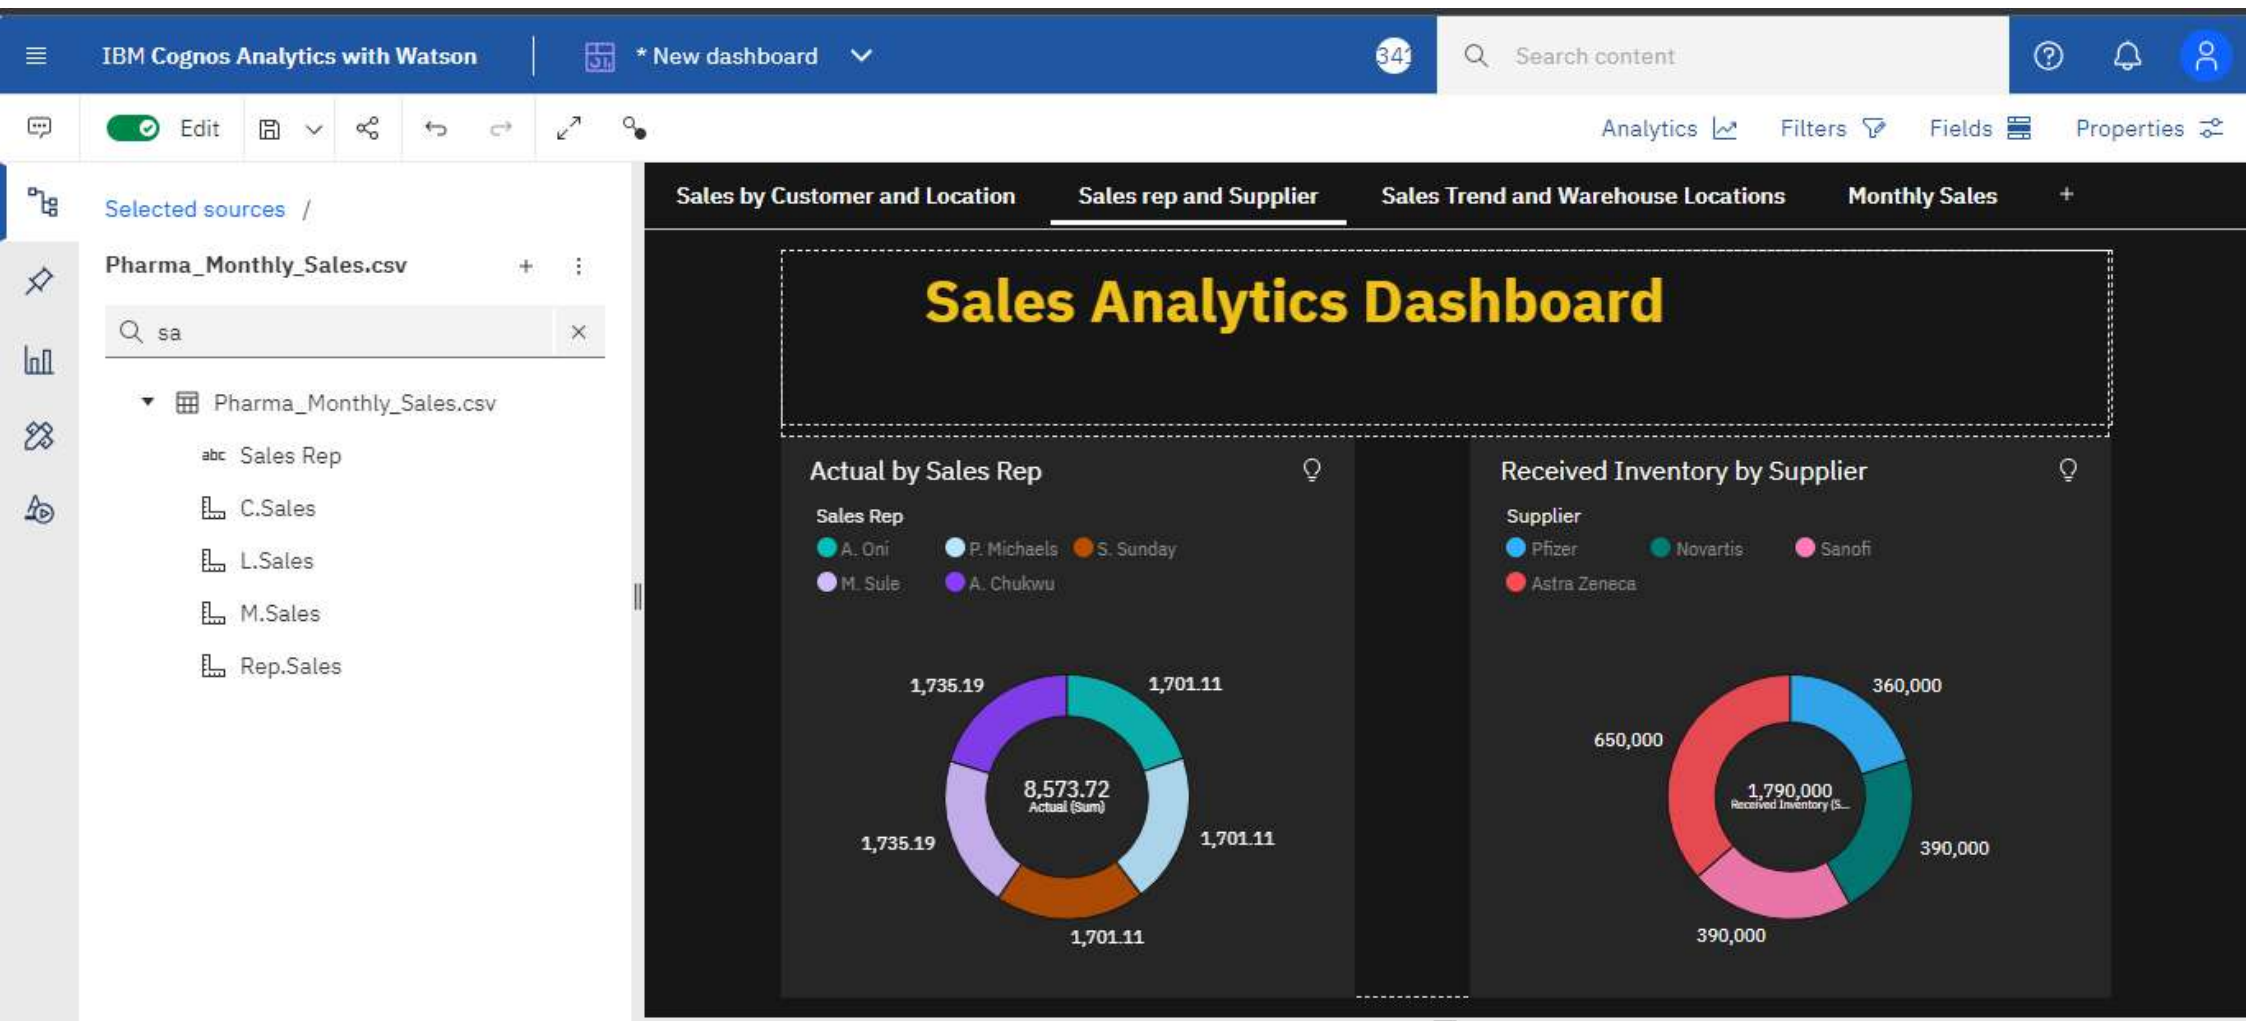 IBM Cognos Analytics with Watson
* New dashboard
Search content
Edit
Analytics
Filters
Fields
Properties
Selected sources /
Pharma_Monthly_Sales.csv
sa
Pharma_Monthly_Sales.csv
abc Sales Rep
C.Sales
L.Sales
M.Sales
Rep.Sales
Sales by Customer and Location
Sales rep and Supplier
Sales Trend and Warehouse Locations
Monthly Sales
+
Sales Analytics Dashboard
Actual by Sales Rep
Sales Rep
A. Oni
P. Michaels
S. Sunday
M. Sule
A. Chukwu
1,735.19
1,701.11
8,573.72
Actual (Sum)
1,735.19
1,701.11
1,701.11
Received Inventory by Supplier
Supplier
Pfizer
Novartis
Sanofi
Astra Zeneca
360,000
650,000
1,790,000
Received Inventory (S...
390,000
390,000